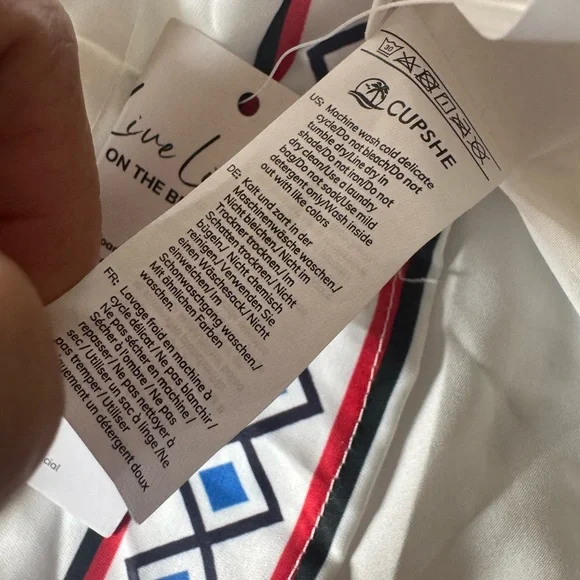 Live Li
ON THE BE
cial
30
CUPSHE
US: Machine wash cold delicate
cycle/Do not bleach/Do not
tumble dry/Line dry in
shade/Do not iron/Do not
dry clean/Use a laundry
bag/Do not soak/Use mild
detergent only/Wash inside
out with like colors
DE: Kalt und zart in der
Maschinenwäsche waschen./
Nicht bleichen/Nicht im
Trockner trocknen/Im
Schatten trocknen/Nicht
bügeln/ Nicht chemisch
reinigen/Verwenden Sie
einen Wäschesack/Nicht
einweichen/Im
Schonwaschgang waschen./
Mit ähnlichen Farben
waschen.
FR: Lavage froid en machine à
cycle délicat / Ne pas blanchir/
Ne pas sécher en machine /
Sécher à l'ombre/ Ne pas
repasser/ Ne pas nettoyer à
sec/ Utiliser un sac à linge /Ne
pas tremper/ Utiliser
uement un détergent doux